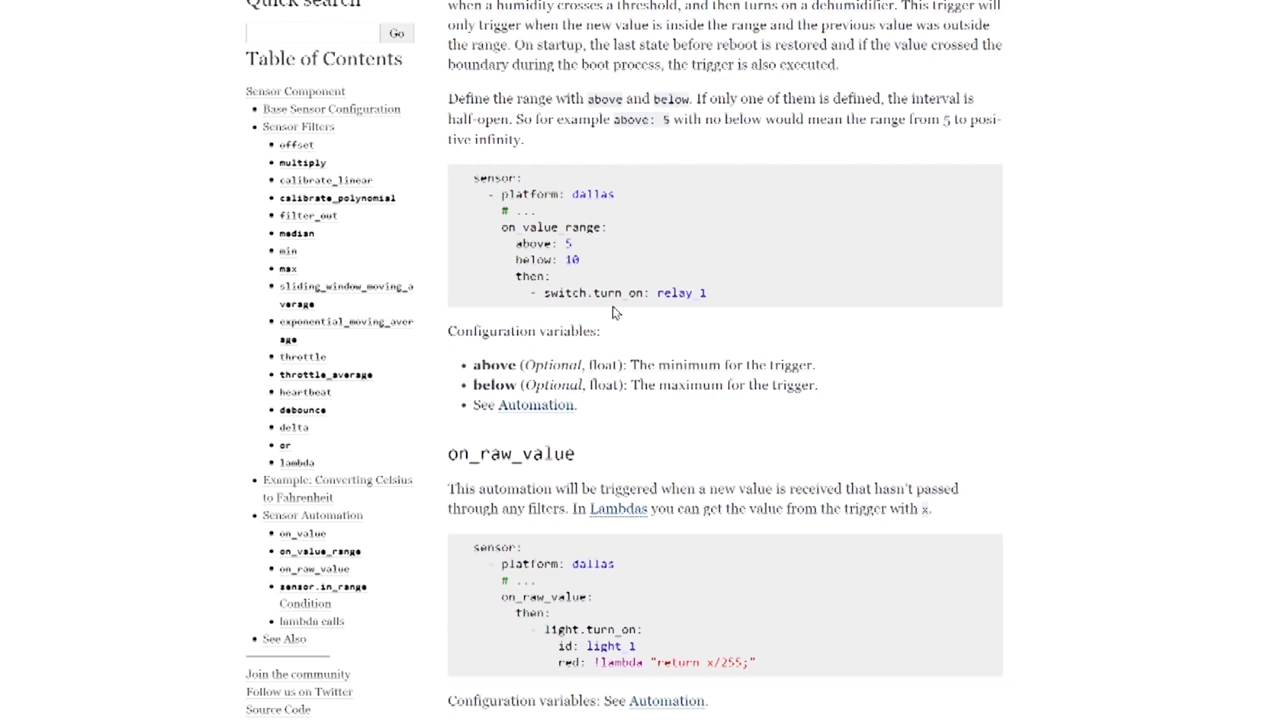 Quick search
Go
Table of Contents
Sensor Component
• Base Sensor Configuration
• Sensor Filters
• offset
• multiply
• calibrate_linear
• calibrate_polynomial
• filter_out
• median
• min
• max
• sliding_window_moving_a
verage
• exponential_moving_aver
age
• throttle
• throttle_average
• heartbeat
• debounce
• delta
• or
• lambda
• Example: Converting Celsius
to Fahrenheit
• Sensor Automation
• on_value
• on_value_range
• on_raw_value
• sensor.in_range
Condition
• lambda calls
• See Also
Join the community
Follow us on Twitter
Source Code
when a humidity crosses a threshold, and then turns on a dehumidifier. This trigger will
only trigger when the new value is inside the range and the previous value was outside
the range. On startup, the last state before reboot is restored and if the value crossed the
boundary during the boot process, the trigger is also executed.
Define the range with above and below. If only one of them is defined, the interval is
half-open. So for example above: 5 with no below would mean the range from 5 to posi-
tive infinity.
sensor:
- platform: dallas
# ...
on_value_range:
above: 5
below: 10
then:
- switch.turn_on: relay_1
Configuration variables:
• above (Optional, float): The minimum for the trigger.
• below (Optional, float): The maximum for the trigger.
• See Automation.
on_raw_value
This automation will be triggered when a new value is received that hasn't passed
through any filters. In Lambdas you can get the value from the trigger with x.
sensor:
- platform: dallas
# ...
on_raw_value:
then:
- light.turn_on:
id: light_1
red: !lambda "return x/255;"
Configuration variables: See Automation.